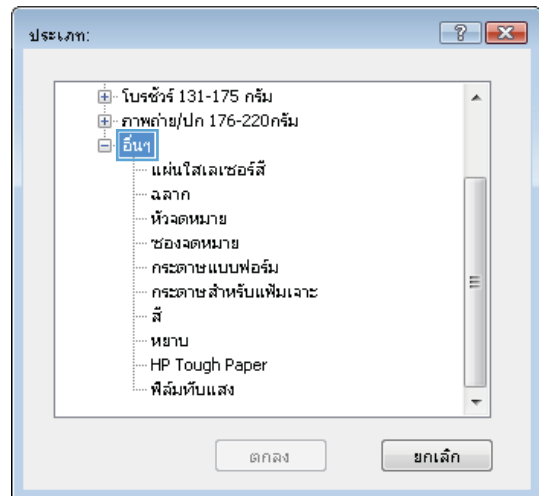 ประเภท:
โบรชัวร์ 131-175 กรัม
ภาพถ่าย/ปก 176-220กรัม
อื่นๆ
แผ่นใสเลเซอร์สี
ฉลาก
หัวจดหมาย
ซองจดหมาย
กระดาษแบบฟอร์ม
กระดาษสำหรับแฟ้มเจาะ
สี
หยาบ
HP Tough Paper
ฟิล์มทึบแสง
ตกลง
ยกเลิก